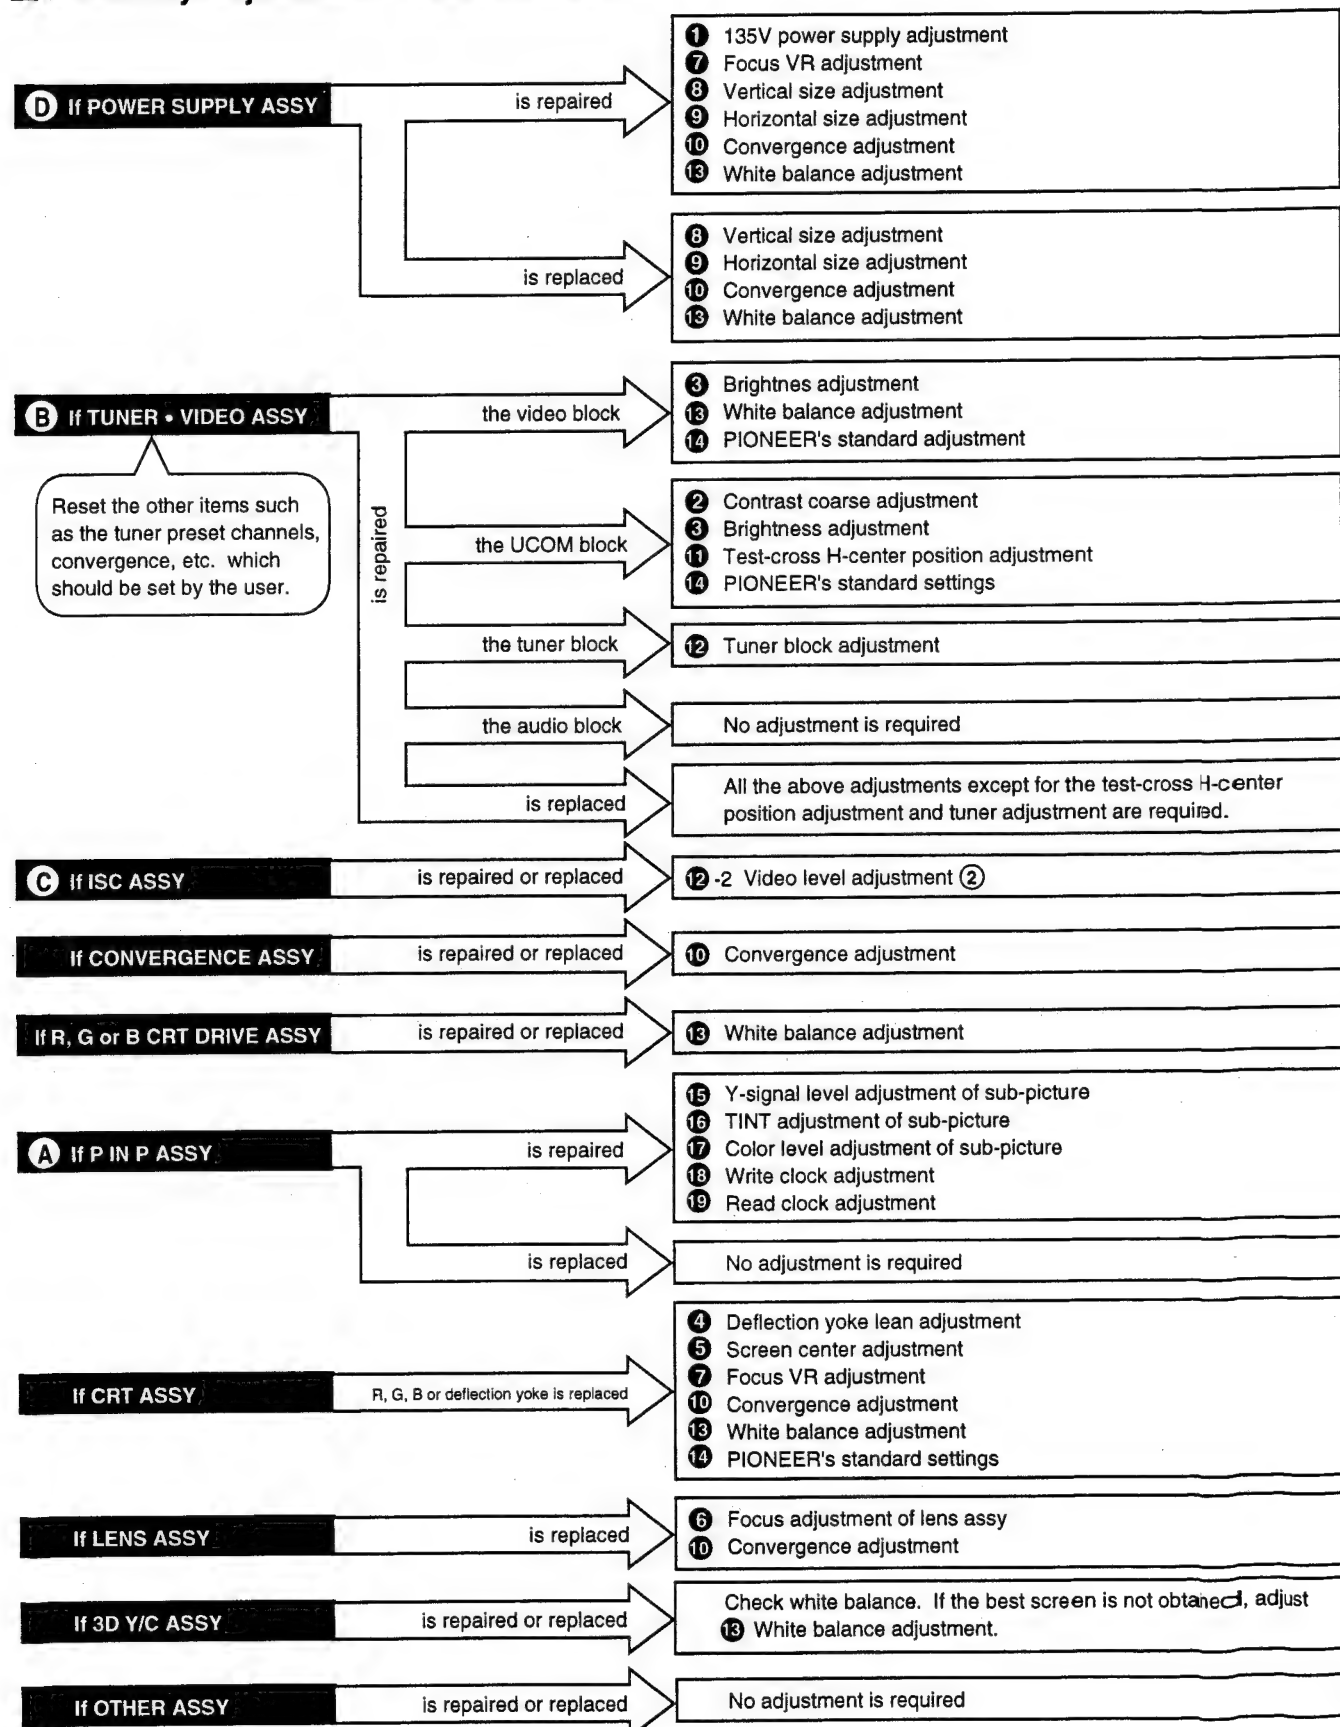 D If POWER SUPPLY ASSY
is repaired
1 135V power supply adjustment
7 Focus VR adjustment
8 Vertical size adjustment
9 Horizontal size adjustment
10 Convergence adjustment
13 White balance adjustment
is replaced
8 Vertical size adjustment
9 Horizontal size adjustment
10 Convergence adjustment
13 White balance adjustment
B If TUNER • VIDEO ASSY
Reset the other items such
as the tuner preset channels,
convergence, etc. which
should be set by the user.
is repaired
the video block
3 Brightnes adjustment
13 White balance adjustment
14 PIONEER's standard adjustment
the UCOM block
2 Contrast coarse adjustment
3 Brightness adjustment
11 Test-cross H-center position adjustment
14 PIONEER's standard settings
the tuner block
12 Tuner block adjustment
the audio block
No adjustment is required
is replaced
All the above adjustments except for the test-cross H-center
position adjustment and tuner adjustment are required.
C If ISC ASSY
is repaired or replaced
12 -2 Video level adjustment ②
If CONVERGENCE ASSY
is repaired or replaced
10 Convergence adjustment
If R, G or B CRT DRIVE ASSY
is repaired or replaced
13 White balance adjustment
A If P IN P ASSY
is repaired
15 Y-signal level adjustment of sub-picture
16 TINT adjustment of sub-picture
17 Color level adjustment of sub-picture
18 Write clock adjustment
19 Read clock adjustment
is replaced
No adjustment is required
If CRT ASSY
R, G, B or deflection yoke is replaced
4 Deflection yoke lean adjustment
5 Screen center adjustment
7 Focus VR adjustment
10 Convergence adjustment
13 White balance adjustment
14 PIONEER's standard settings
If LENS ASSY
is replaced
6 Focus adjustment of lens assy
10 Convergence adjustment
If 3D Y/C ASSY
is repaired or replaced
Check white balance. If the best screen is not obtaned, adjust
13 White balance adjustment.
If OTHER ASSY
is repaired or replaced
No adjustment is required